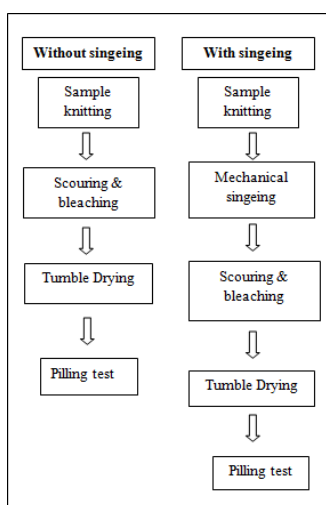 Without singeing
Sample
knitting
Scouring &
bleaching
Tumble Drying
Pilling test
With singeing
Sample
knitting
Mechanical
singeing
Scouring &
bleaching
Tumble Drying
Pilling test